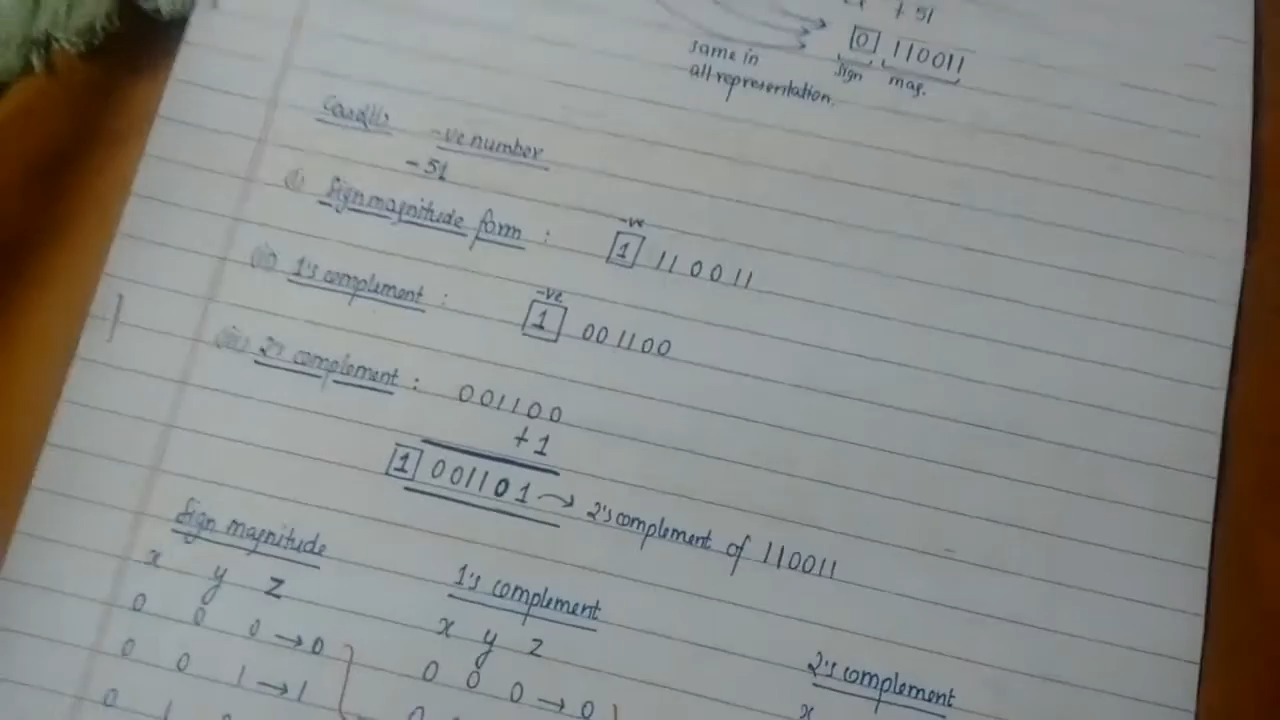 + 51
0 110011
same in
all representation.
sign mag.
-ve number
- 51
Sign magnitude form : 1 110011
-ve
1's complement : 1 001100
-ve
2's complement : 001100
+ 1
1 001101 → 2's complement of 110011
Sign magnitude
x y z
0 0 0 → 0
0 0 1 → 1
0 1
1's complement
x y z
0 0 0 → 0
2's complement
x